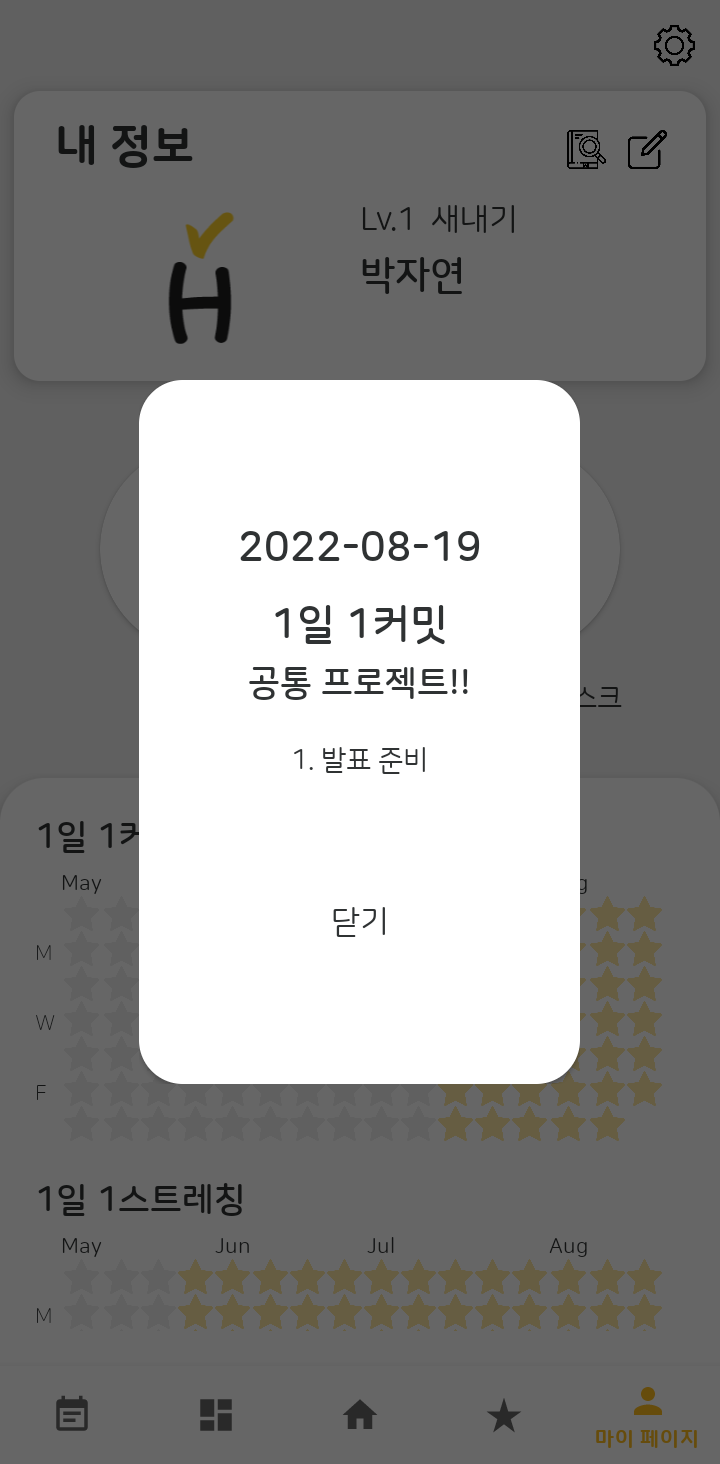 내 정보
Lv.1 새내기
박자연
2022-08-19
1일 1커밋
공통 프로젝트!!
1. 발표 준비
닫기
스크
1일 1커
May
g
M
W
F
1일 1스트레칭
May Jun Jul Aug
M
마이 페이지